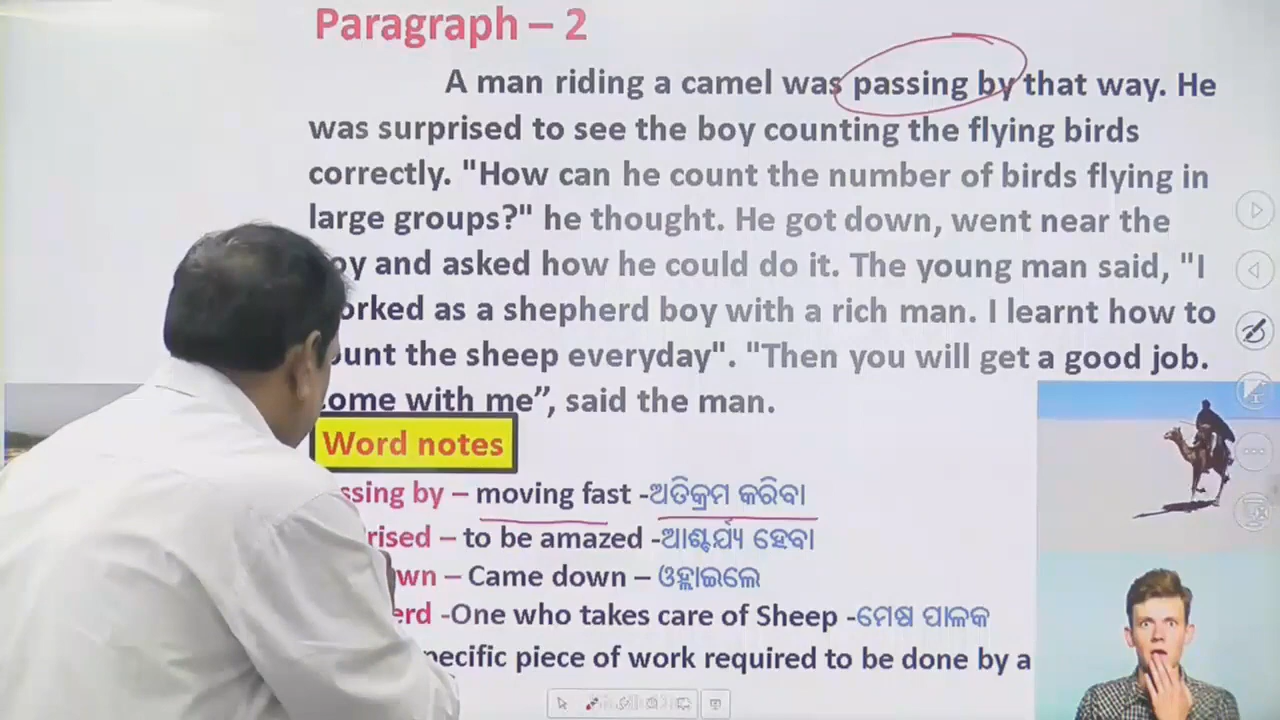 Paragraph – 2
A man riding a camel was passing by that way. He
was surprised to see the boy counting the flying birds
correctly. "How can he count the number of birds flying in
large groups?" he thought. He got down, went near the
oy and asked how he could do it. The young man said, "I
orked as a shepherd boy with a rich man. I learnt how to
ount the sheep everyday". "Then you will get a good job.
ome with me”, said the man.
Word notes
ssing by – moving fast -ଅତିକ୍ରମ କରିବା
rised – to be amazed -ଆଶ୍ଚର୍ଯ୍ୟ ହେବା
wn – Came down – ଓହ୍ଲାଇଲେ
erd -One who takes care of Sheep -ମେଷ ପାଳକ
pecific piece of work required to be done by a